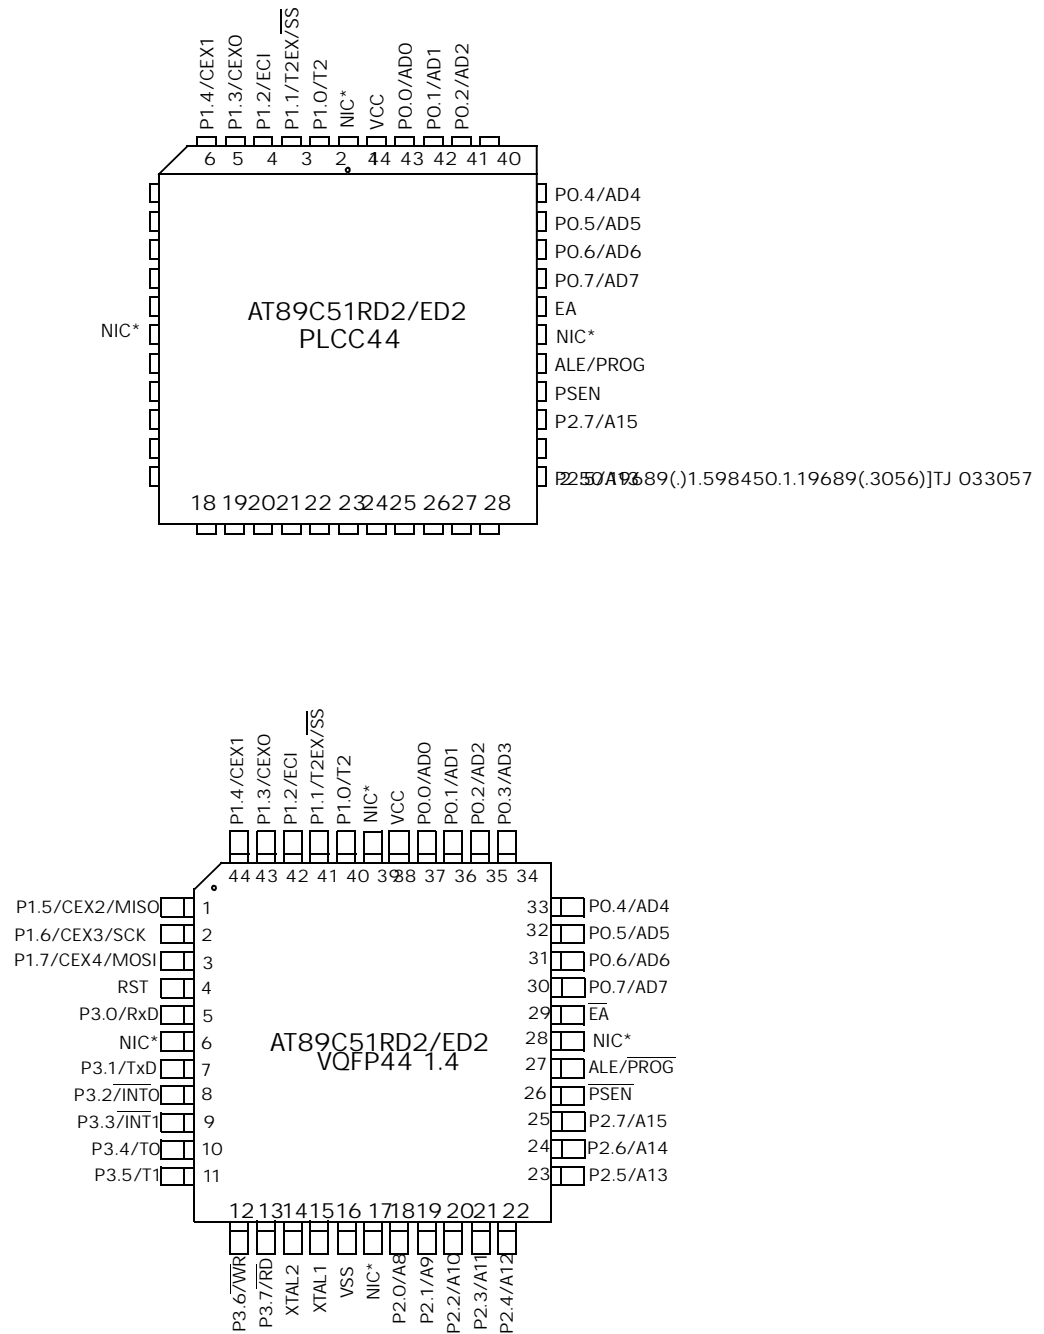 P1.4/CEX1
P1.3/CEX0
P1.2/ECI
P1.1/T2EX/SS
P1.0/T2
NIC*
VCC
P0.0/AD0
P0.1/AD1
P0.2/AD2
6 5 4 3 2 44 43 42 41 40
P0.4/AD4
P0.5/AD5
P0.6/AD6
P0.7/AD7
EA
NIC*
AT89C51RD2/ED2
PLCC44
NIC*
ALE/PROG
PSEN
P2.7/A15
689(.)1.598450.1.19689(.3056)]TJ 033057
18 19 20 21 22 23 24 25 26 27 28
P1.4/CEX1
P1.3/CEX0
P1.2/ECI
P1.1/T2EX/SS
P1.0/T2
NIC*
VCC
P0.0/AD0
P0.1/AD1
P0.2/AD2
P0.3/AD3
44 43 42 41 40 39 38 37 36 35 34
P1.5/CEX2/MISO 1 33 P0.4/AD4
P1.6/CEX3/SCK 2 32 P0.5/AD5
P1.7/CEX4/MOSI 3 31 P0.6/AD6
RST 4 30 P0.7/AD7
P3.0/RxD 5 29 EA
NIC* 6 28 NIC*
AT89C51RD2/ED2
VQFP44 1.4
P3.1/TxD 7 27 ALE/PROG
P3.2/INT0 8 26 PSEN
P3.3/INT1 9 25 P2.7/A15
P3.4/T0 10 24 P2.6/A14
P3.5/T1 11 23 P2.5/A13
12 13 14 15 16 17 18 19 20 21 22
P3.6/WR
P3.7/RD
XTAL2
XTAL1
VSS
NIC*
P2.0/A8
P2.1/A9
P2.2/A10
P2.3/A11
P2.4/A12